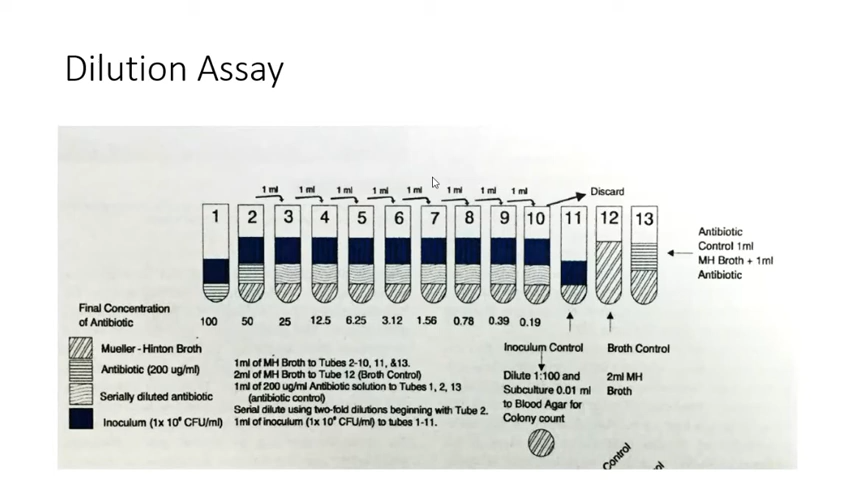 Dilution Assay
1 ml 1 ml 1 ml 1 ml 1 ml 1 ml 1 ml 1 ml
Discard
1 2 3 4 5 6 7 8 9 10 11 12 13
Antibiotic
Control 1ml
MH Broth + 1ml
Antibiotic
Final Concentration
of Antibiotic
100 50 25 12.5 6.25 3.12 1.56 0.78 0.39 0.19
Mueller - Hinton Broth
Antibiotic (200 ug/ml)
Serially diluted antibiotic
Inoculum (1x 10 CFU/ml)
1ml of MH Broth to Tubes 2-10, 11, &13.
2ml of MH Broth to Tube 12 (Broth Control)
1ml of 200 ug/ml Antibiotic solution to Tubes 1, 2, 13
(antibiotic control)
Serial dilute using two-fold dilutions beginning with Tube 2.
1ml of inoculum (1x 10 CFU/ml) to tubes 1-11.
Inoculum Control
Dilute 1:100 and
Subculture 0.01 ml
to Blood Agar for
Colony count
Broth Control
2ml MH
Broth
Control